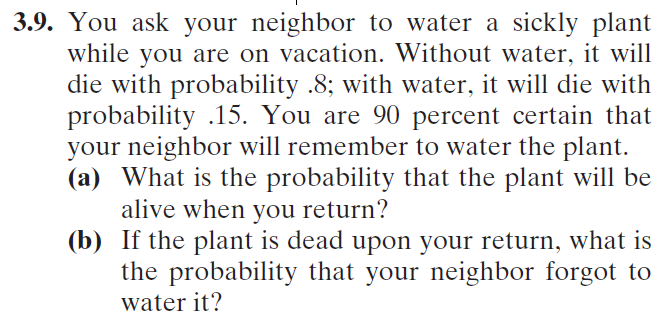 3.9. You ask your neighbor to water a sickly plant
while you are on vacation. Without water, it will
die with probability .8; with water, it will die with
probability .15. You are 90 percent certain that
your neighbor will remember to water the plant.
(a) What is the probability that the plant will be
alive when you return?
(b) If the plant is dead upon your return, what is
the probability that your neighbor forgot to
water it?